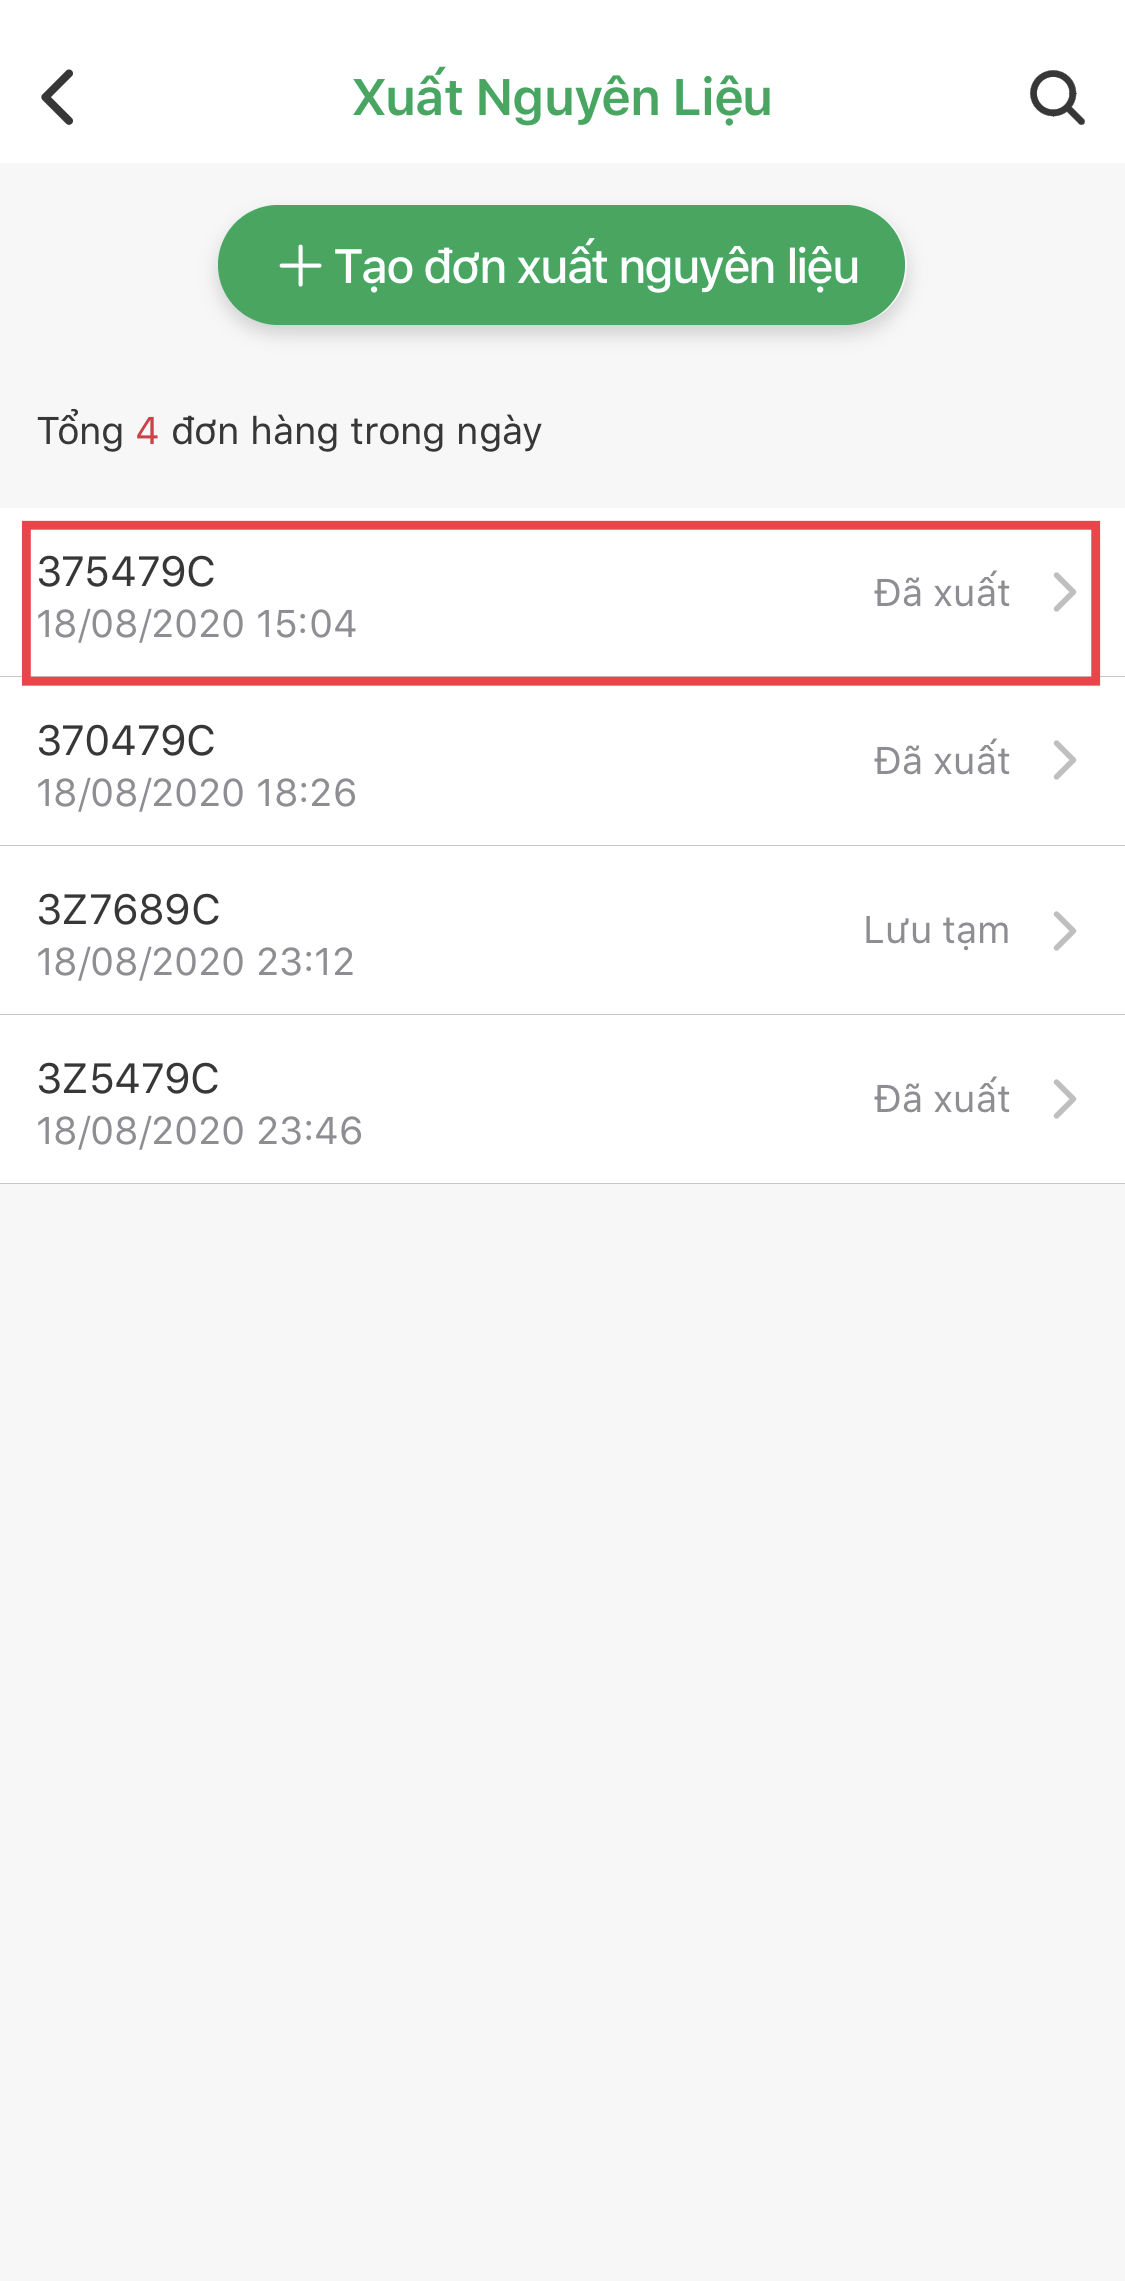 Xuất Nguyên Liệu
+ Tạo đơn xuất nguyên liệu
Tổng 4 đơn hàng trong ngày
375479C
18/08/2020 15:04
Đã xuất
370479C
18/08/2020 18:26
Đã xuất
3Z7689C
18/08/2020 23:12
Lưu tạm
3Z5479C
18/08/2020 23:46
Đã xuất